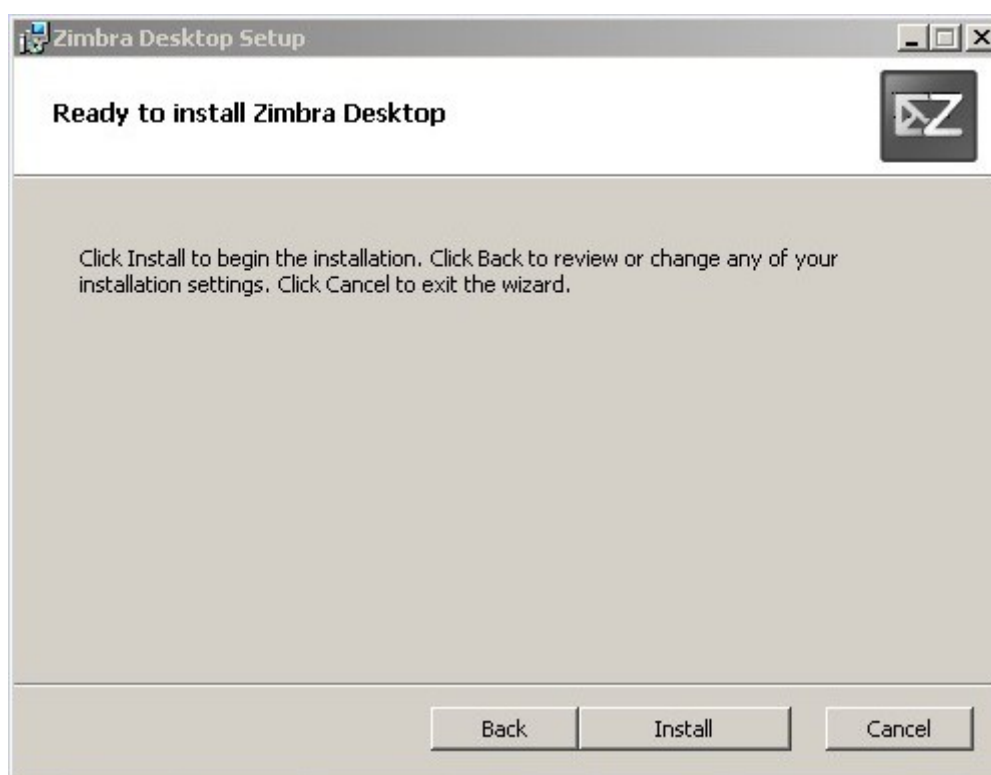 Zimbra Desktop Setup
Ready to install Zimbra Desktop
Z
Click Install to begin the installation. Click Back to review or change any of your
installation settings. Click Cancel to exit the wizard.
Back Install Cancel